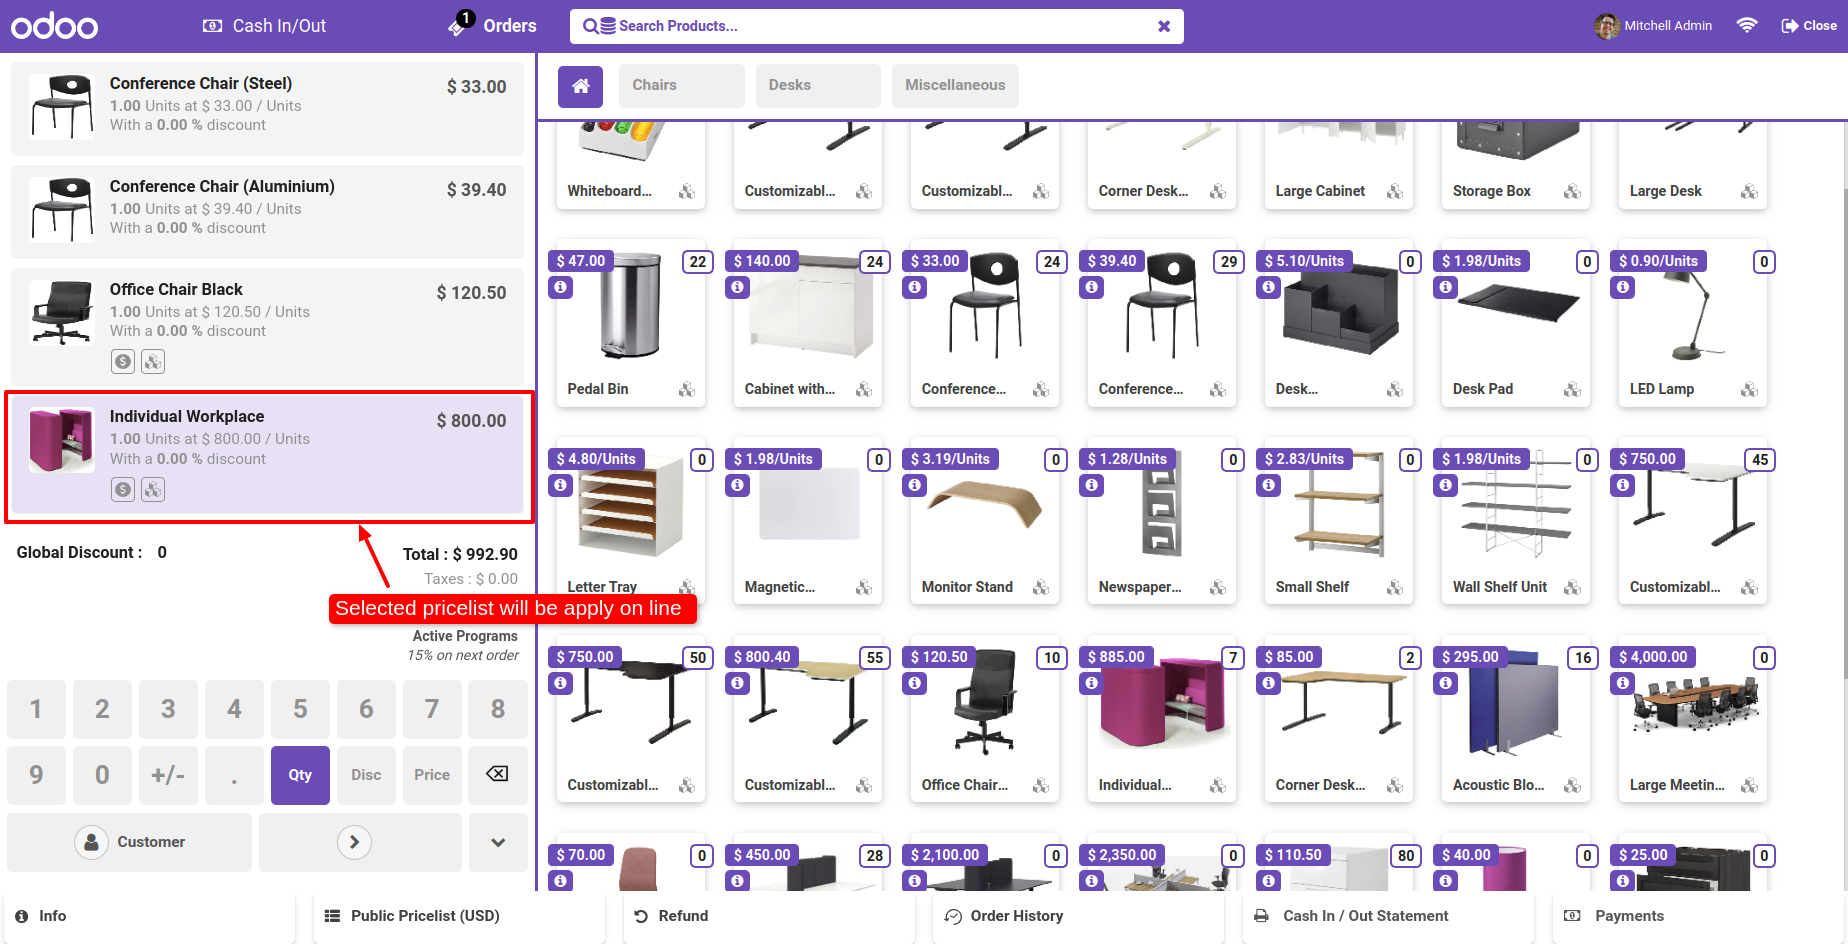 odoo
Cash In/Out
1
Orders
Search Products...
Mitchell Admin
Close
Conference Chair (Steel)
$ 33.00
1.00 Units at $ 33.00 / Units
With a 0.00 % discount
Conference Chair (Aluminium)
$ 39.40
1.00 Units at $ 39.40 / Units
With a 0.00 % discount
Office Chair Black
$ 120.50
1.00 Units at $ 120.50 / Units
With a 0.00 % discount
Individual Workplace
$ 800.00
1.00 Units at $ 800.00 / Units
With a 0.00 % discount
Global Discount : 0
Total : $ 992.90
Taxes : $ 0.00
Selected pricelist will be apply on line
Active Programs
15% on next order
1 2 3 4 5 6 7 8
9 0 +/- . Qty Disc Price
Customer
Chairs
Desks
Miscellaneous
Whiteboard...
Customizabl...
Customizabl...
Corner Desk...
Large Cabinet
Storage Box
Large Desk
$ 47.00
22
Pedal Bin
$ 140.00
24
Cabinet with...
$ 33.00
24
Conference...
$ 39.40
29
Conference...
$ 5.10/Units
0
Desk...
$ 1.98/Units
0
Desk Pad
$ 0.90/Units
0
LED Lamp
$ 4.80/Units
0
Letter Tray
$ 1.98/Units
0
Magnetic...
$ 3.19/Units
0
Monitor Stand
$ 1.28/Units
0
Newspaper...
$ 2.83/Units
0
Small Shelf
$ 1.98/Units
0
Wall Shelf Unit
$ 750.00
45
Customizabl...
$ 750.00
50
Customizabl...
$ 800.40
55
Customizabl...
$ 120.50
10
Office Chair...
$ 885.00
7
Individual...
$ 85.00
2
Corner Desk...
$ 295.00
16
Acoustic Blo...
$ 4,000.00
0
Large Meetin...
$ 70.00
0
$ 450.00
28
$ 2,100.00
0
$ 2,350.00
0
$ 110.50
80
$ 40.00
0
$ 25.00
0
Info
Public Pricelist (USD)
Refund
Order History
Cash In / Out Statement
Payments